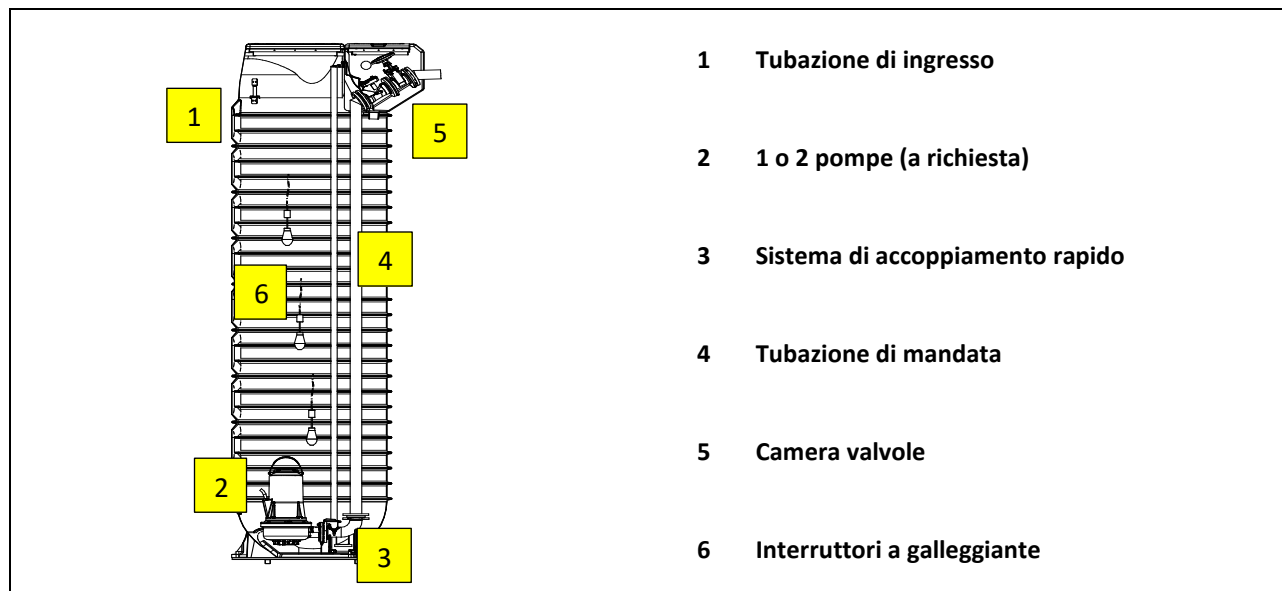 1
5
4
6
2
3
1 Tubazione di ingresso
2 1 o 2 pompe (a richiesta)
3 Sistema di accoppiamento rapido
4 Tubazione di mandata
5 Camera valvole
6 Interruttori a galleggiante